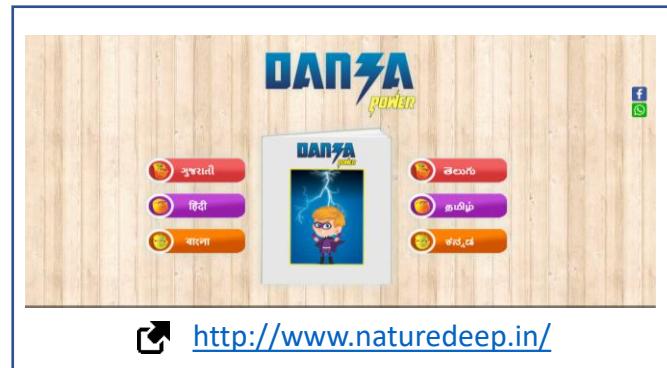 DANZA
POWER
DANZA
POWER
ગુજરાતી
हिंदी
বাংলা
తెలుగు
தமிழ்
ಕನ್ನಡ
http://www.naturedeep.in/